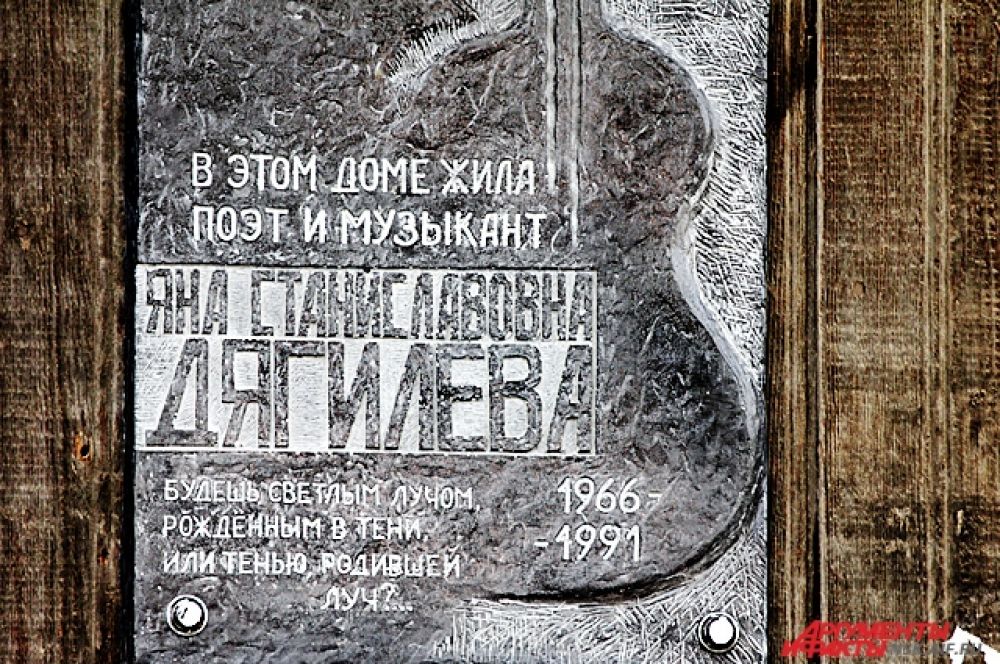 В ЭТОМ ДОМЕ ЖИЛА
ПОЭТ И МУЗЫКАНТ
ЯНА СТАНИСЛАВОВНА
ДЯГИЛЕВА
БУДЕШЬ СВЕТЛЫМ ЛУЧОМ,
РОЖДЁННЫМ В ТЕНИ,
ИЛИ ТЕНЬЮ, РОДИВШЕЙ
ЛУЧ?...
1966-
-1991
АРГУМЕНТЫ
И ФАКТЫ